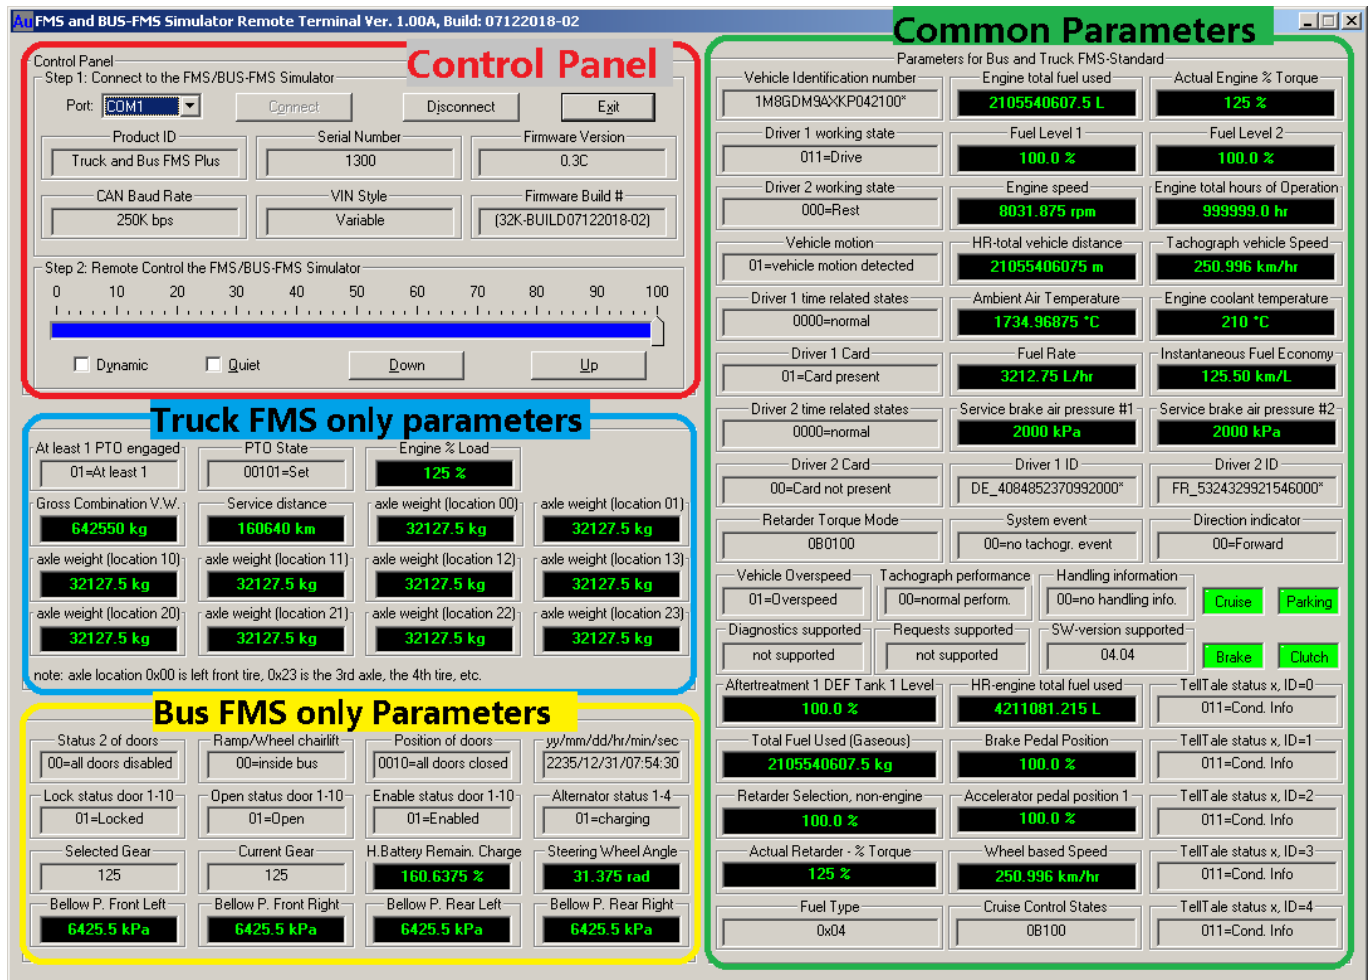 FMS and BUS-FMS Simulator Remote Terminal Ver. 1.00A, Build: 07122018-02
Control Panel
Control Panel
Step 1: Connect to the FMS/BUS-FMS Simulator
Port: COM1 Connect Disconnect Exit
Product ID Serial Number Firmware Version
Truck and Bus FMS Plus 1300 0.3C
CAN Baud Rate VIN Style Firmware Build #
250K bps Variable (32K-BUILD07122018-02)
Step 2: Remote Control the FMS/BUS-FMS Simulator
0 10 20 30 40 50 60 70 80 90 100
Dynamic Quiet Down Up
Truck FMS only parameters
At least 1 PTO engaged PTO State Engine % Load
01=At least 1 00101=Set 125 %
Gross Combination V.W. Service distance axle weight (location 00) axle weight (location 01)
642550 kg 160640 km 32127.5 kg 32127.5 kg
axle weight (location 10) axle weight (location 11) axle weight (location 12) axle weight (location 13)
32127.5 kg 32127.5 kg 32127.5 kg 32127.5 kg
axle weight (location 20) axle weight (location 21) axle weight (location 22) axle weight (location 23)
32127.5 kg 32127.5 kg 32127.5 kg 32127.5 kg
note: axle location 0x00 is left front tire, 0x23 is the 3rd axle, the 4th tire, etc.
Bus FMS only Parameters
Status 2 of doors Ramp/Wheel chairlift Position of doors yy/mm/dd/hr/min/sec
00=all doors disabled 00=inside bus 0010=all doors closed 2235/12/31/07:54:30
Lock status door 1-10 Open status door 1-10 Enable status door 1-10 Alternator status 1-4
01=Locked 01=Open 01=Enabled 01=charging
Selected Gear Current Gear H.Battery Remain. Charge Steering Wheel Angle
125 125 160.6375 % 31.375 rad
Bellow P. Front Left Bellow P. Front Right Bellow P. Rear Left Bellow P. Rear Right
6425.5 kPa 6425.5 kPa 6425.5 kPa 6425.5 kPa
Common Parameters
Parameters for Bus and Truck FMS-Standard
Vehicle Identification number Engine total fuel used Actual Engine % Torque
1M8GDM9AXKP042100* 2105540607.5 L 125 %
Driver 1 working state Fuel Level 1 Fuel Level 2
011=Drive 100.0 % 100.0 %
Driver 2 working state Engine speed Engine total hours of Operation
000=Rest 8031.875 rpm 999999.0 hr
Vehicle motion HR-total vehicle distance Tachograph vehicle Speed
01=vehicle motion detected 21055406075 m 250.996 km/hr
Driver 1 time related states Ambient Air Temperature Engine coolant temperature
0000=normal 1734.96875 °C 210 °C
Driver 1 Card Fuel Rate Instantaneous Fuel Economy
01=Card present 3212.75 L/hr 125.50 km/L
Driver 2 time related states Service brake air pressure #1 Service brake air pressure #2
0000=normal 2000 kPa 2000 kPa
Driver 2 Card Driver 1 ID Driver 2 ID
00=Card not present DE_4084852370992000* FR_5324329921546000*
Retarder Torque Mode System event Direction indicator
0B0100 00=no tachogr. event 00=Forward
Vehicle Overspeed Tachograph performance Handling information
01=Overspeed 00=normal perform. 00=no handling info. Cruise Parking
Diagnostics supported Requests supported SW-version supported
not supported not supported 04.04 Brake Clutch
Aftertreatment 1 DEF Tank 1 Level HR-engine total fuel used TellTale status x, ID=0
100.0 % 4211081.215 L 011=Cond. Info
Total Fuel Used (Gaseous) Brake Pedal Position TellTale status x, ID=1
2105540607.5 kg 100.0 % 011=Cond. Info
Retarder Selection, non-engine Accelerator pedal position 1 TellTale status x, ID=2
100.0 % 100.0 % 011=Cond. Info
Actual Retarder - % Torque Wheel based Speed TellTale status x, ID=3
125 % 250.996 km/hr 011=Cond. Info
Fuel Type Cruise Control States TellTale status x, ID=4
0x04 0B100 011=Cond. Info